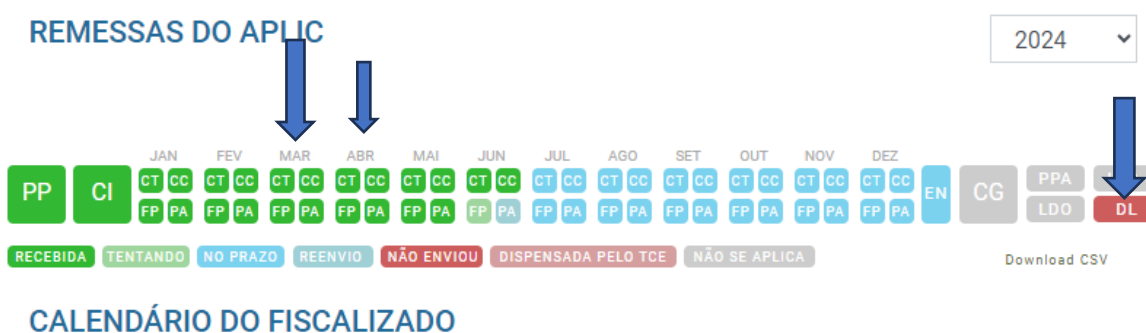 REMESSAS DO APLIC
2024
JAN FEV MAR ABR MAI JUN JUL AGO SET OUT NOV DEZ
PP CI CT CC CT CC CT CC CT CC CT CC CT CC CT CC CT CC CT CC CT CC CT CC CT CC EN CG PPA
FP PA FP PA FP PA FP PA FP PA FP PA FP PA FP PA FP PA FP PA FP PA FP PA LDO DL
RECEBIDA TENTANDO NO PRAZO REENVIO NÃO ENVIOU DISPENSADA PELO TCE NÃO SE APLICA Download CSV
CALENDÁRIO DO FISCALIZADO